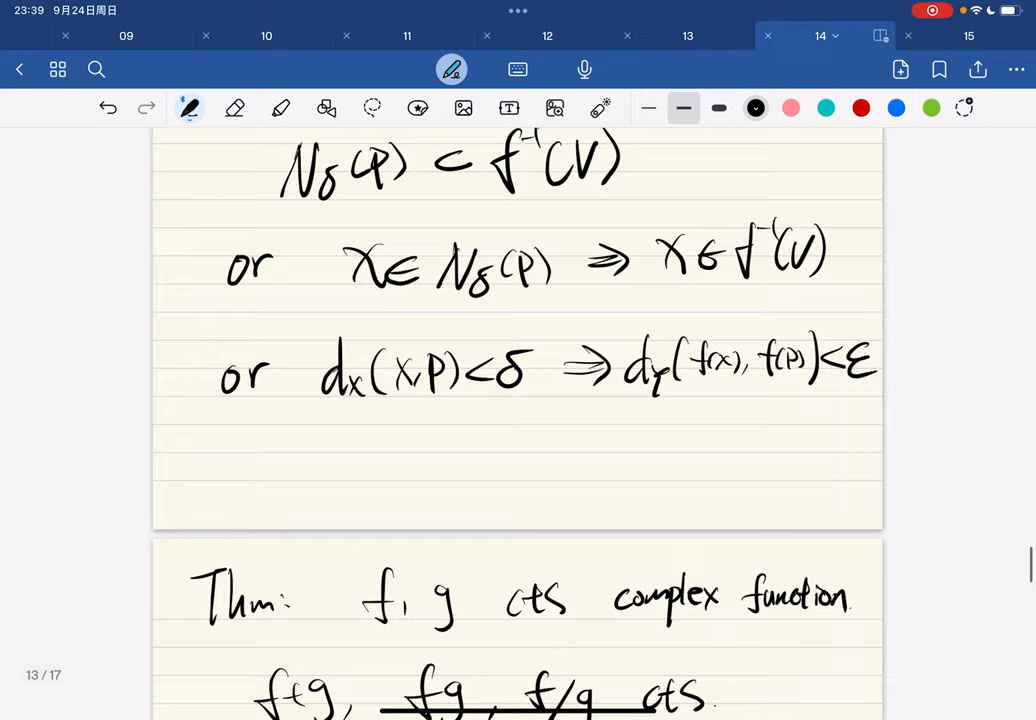 23:39 9月24日周日
09 10 11 12 13 14 15
N_δ(p) ⊂ f⁻¹(V)
or x ∈ N_δ(p) ⇒ x ∈ f⁻¹(V)
or d_X(x,p)<δ ⇒ d_Y(f(x), f(p))<ε
Thm: f, g cts complex function.
f+g, fg, f/g cts.
13 / 17